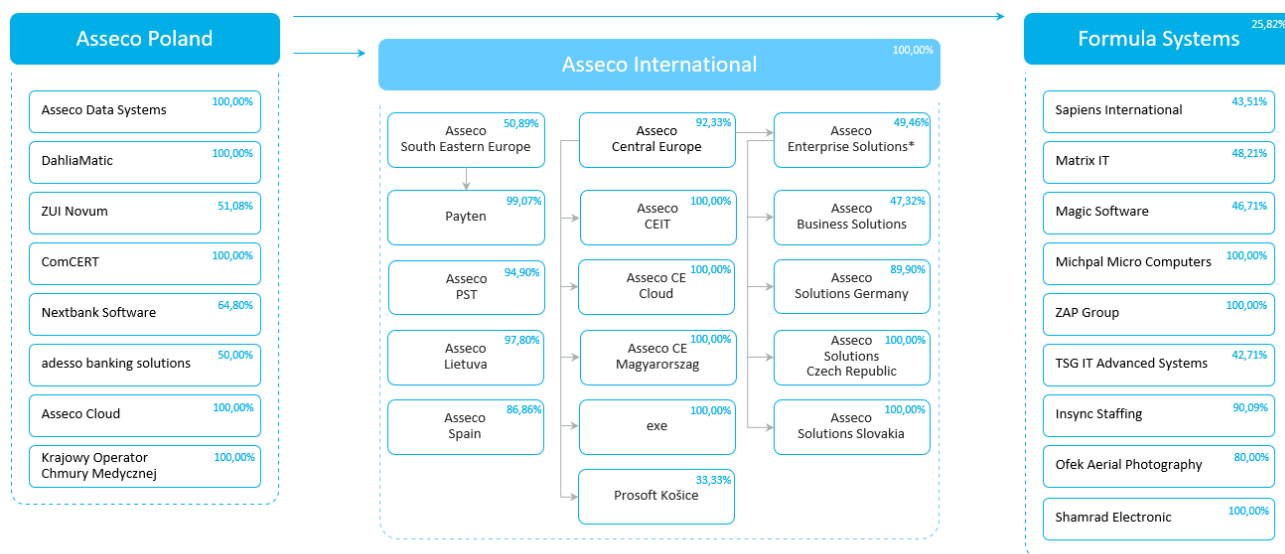 Asseco Poland
100,00%
Asseco Data Systems
100,00%
DahliaMatic
51,08%
ZUI Novum
100,00%
ComCERT
64,80%
Nextbank Software
50,00%
adesso banking solutions
100,00%
Asseco Cloud
100,00%
Krajowy Operator
Chmury Medycznej
100,00%
Asseco International
50,89%
Asseco
South Eastern Europe
99,07%
Payten
94,90%
Asseco
PST
97,80%
Asseco
Lietuva
86,86%
Asseco
Spain
92,33%
Asseco
Central Europe
100,00%
Asseco
CEIT
100,00%
Asseco CE
Cloud
100,00%
Asseco CE
Magyarorszag
100,00%
exe
33,33%
Prosoft Košice
49,46%
Asseco
Enterprise Solutions*
47,32%
Asseco
Business Solutions
89,90%
Asseco
Solutions Germany
100,00%
Asseco
Solutions
Czech Republic
100,00%
Asseco
Solutions Slovakia
25,82%
Formula Systems
43,51%
Sapiens International
48,21%
Matrix IT
46,71%
Magic Software
100,00%
Michpal Micro Computers
100,00%
ZAP Group
42,71%
TSG IT Advanced Systems
90,09%
Insync Staffing
80,00%
Ofek Aerial Photography
100,00%
Shamrad Electronic